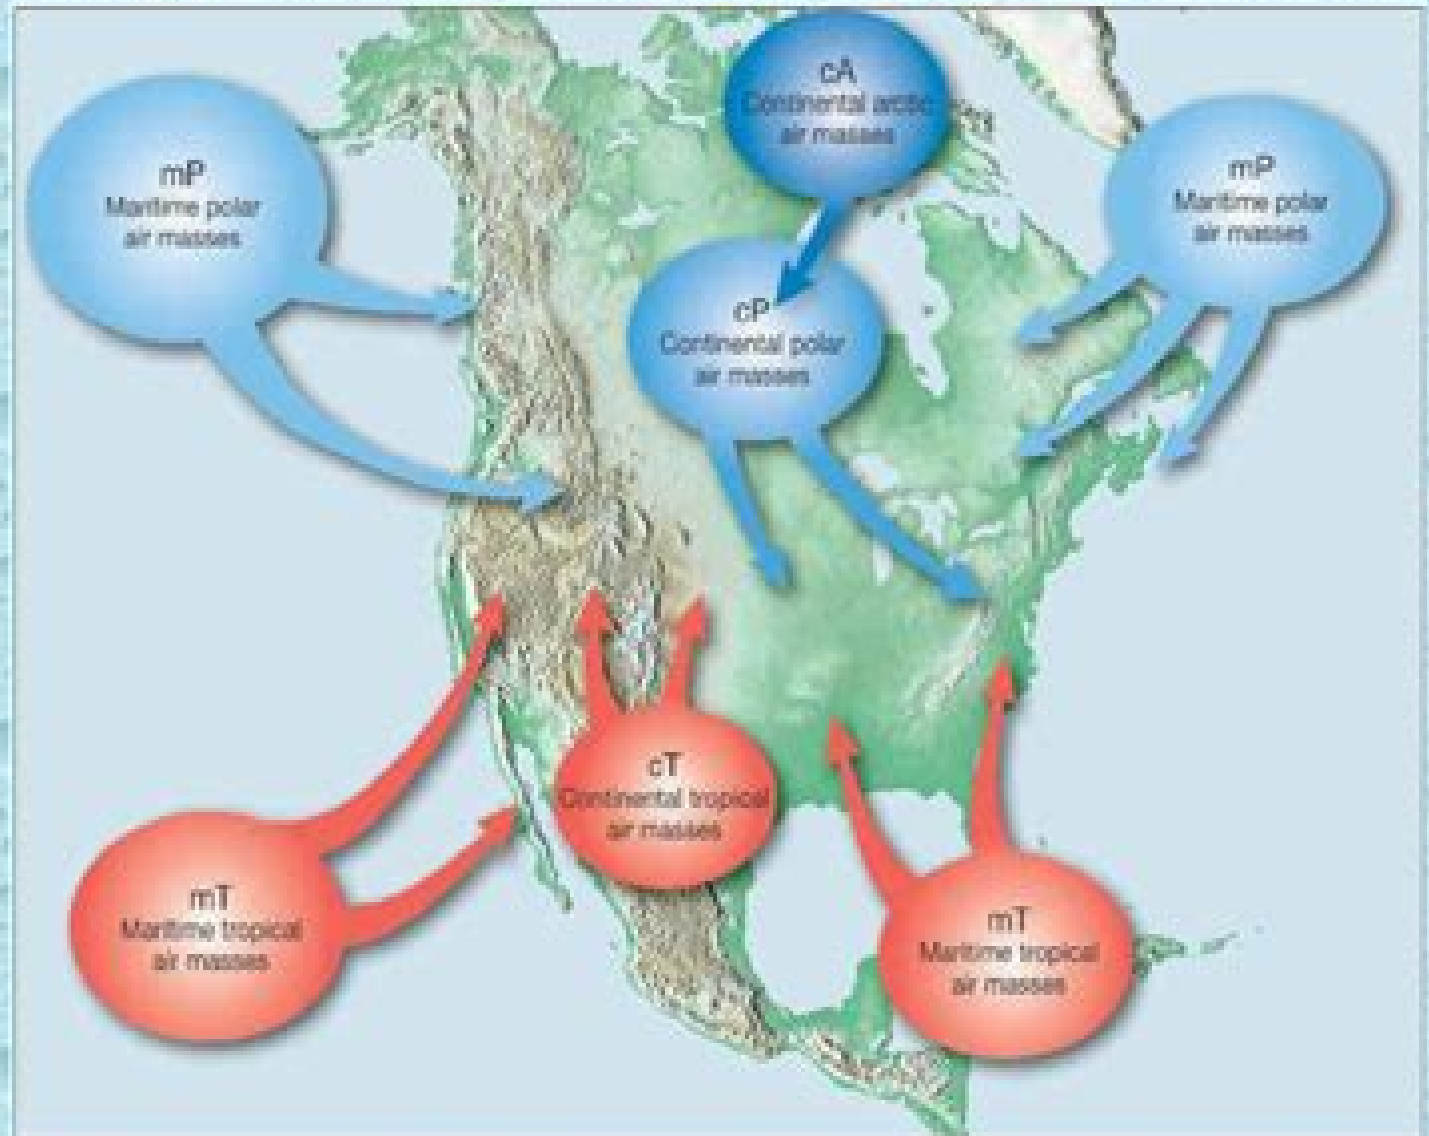 cA
Continental arctic
air masses
mP
Maritime polar
air masses
mP
Maritime polar
air masses
cP
Continental polar
air masses
cT
Continental tropical
air masses
mT
Maritime tropical
air masses
mT
Maritime tropical
air masses